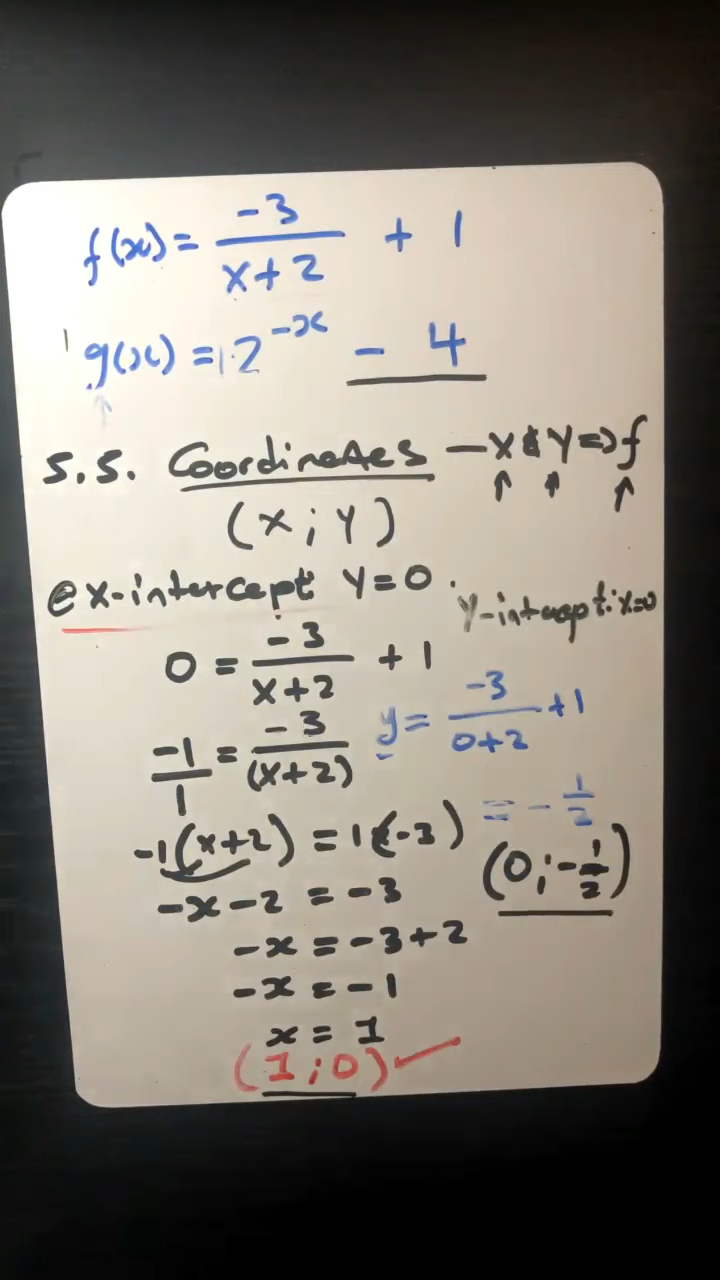 f(x) = -3/(x+2) + 1
g(x) = 1·2^(-x) - 4
5.5. Coordinates — x & y => f
(x ; y)
x-intercept: y = 0
y-intercept: x=0
0 = -3/(x+2) + 1
-1/1 = -3/(x+2)
-1(x+2) = 1(-3)
-x - 2 = -3
-x = -3 + 2
-x = -1
x = 1
(1 ; 0)
y = -3/(0+2) + 1
= - 1/2
(0 ; -1/2)